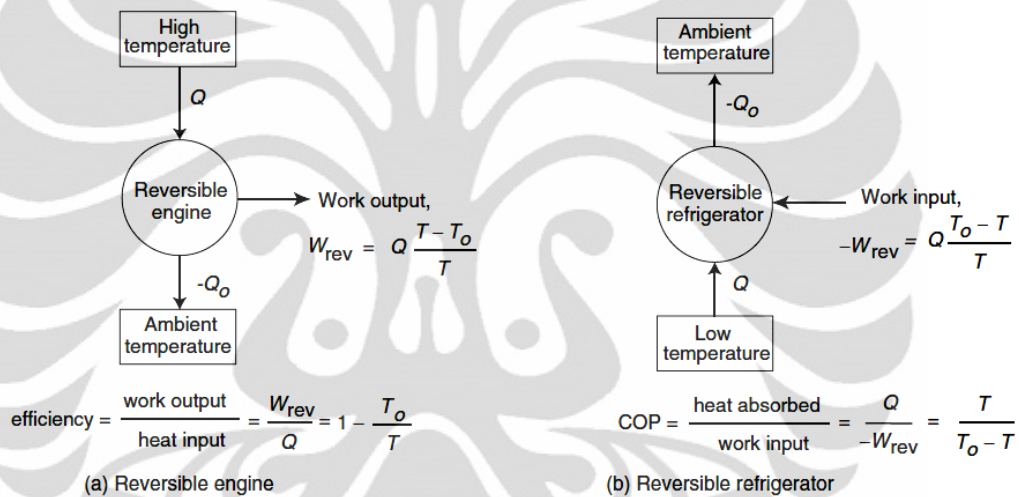 High
temperature
Q
Reversible
engine
Work output,
W_rev = Q (T – T_o) / T
-Q_o
Ambient
temperature
efficiency = work output / heat input = W_rev / Q = 1 – T_o / T
(a) Reversible engine
Ambient
temperature
-Q_o
Reversible
refrigerator
Work input,
–W_rev = Q (T_o – T) / T
Q
Low
temperature
COP = heat absorbed / work input = Q / –W_rev = T / (T_o – T)
(b) Reversible refrigerator